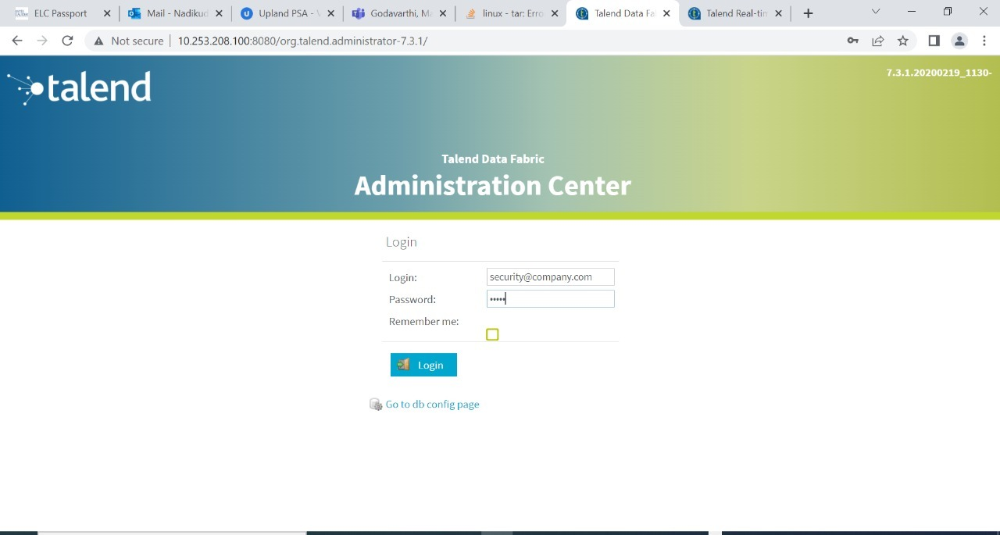 ELC Passport
Mail - Nadikud
Upland PSA -
Godavarthi, Ma
linux - tar: Erro
Talend Data Fa
Talend Real-tim
Not secure
10.253.208.100:8080/org.talend.administrator-7.3.1/
talend
7.3.1.20200219_1130-
Talend Data Fabric
Administration Center
Login
Login:
security@company.com
Password:
•••••
Remember me:
Login
Go to db config page